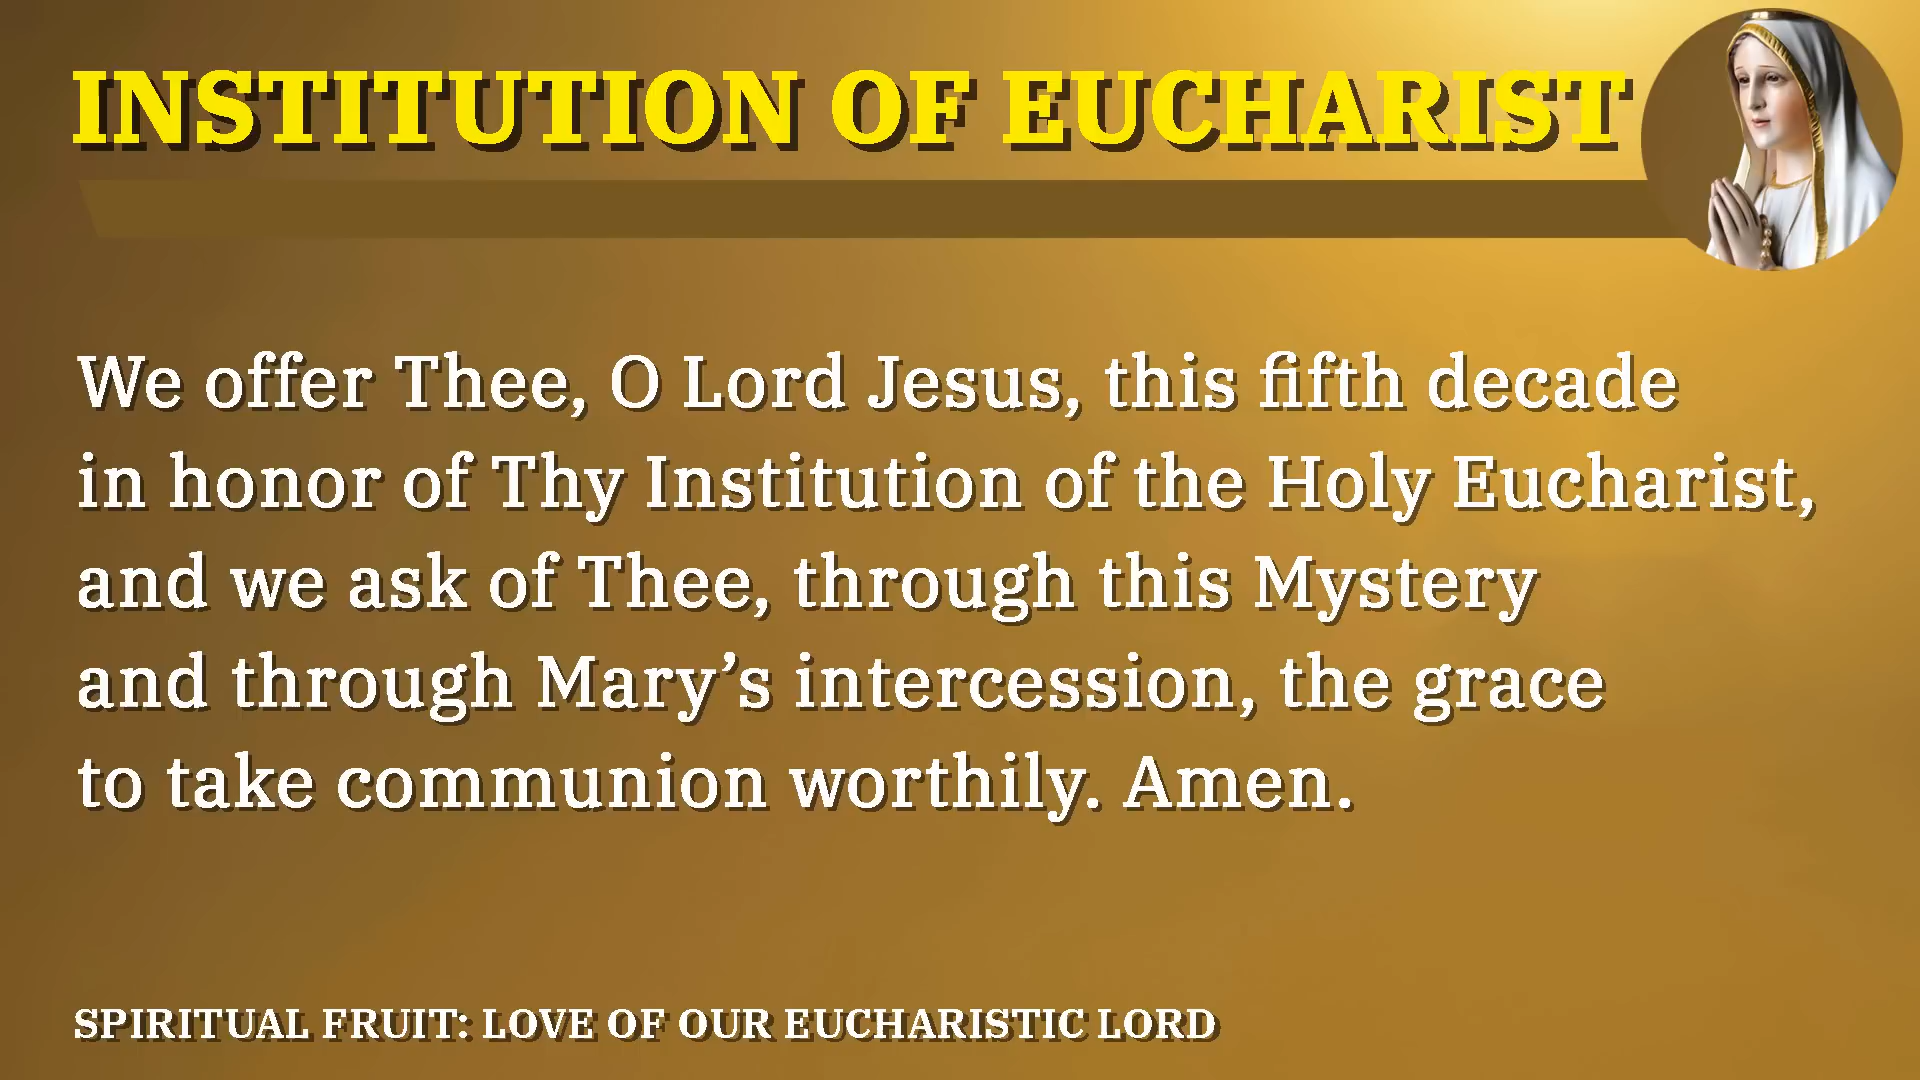 INSTITUTION OF EUCHARIST
We offer Thee, O Lord Jesus, this fifth decade
in honor of Thy Institution of the Holy Eucharist,
and we ask of Thee, through this Mystery
and through Mary’s intercession, the grace
to take communion worthily. Amen.
SPIRITUAL FRUIT: LOVE OF OUR EUCHARISTIC LORD